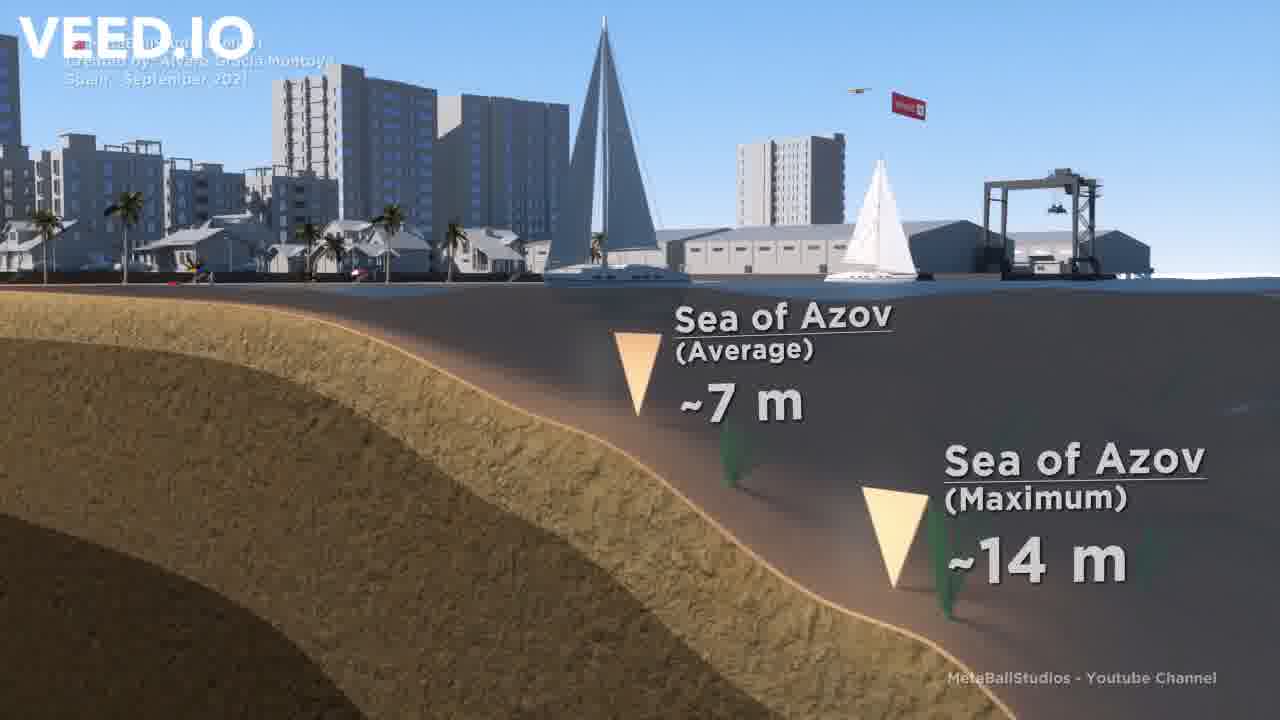 VEED.IO
Created by: Alvaro Gracia Montoya
Spain - September 2021
Sea of Azov
(Average)
~7 m
Sea of Azov
(Maximum)
~14 m
MetaBallStudios - Youtube Channel